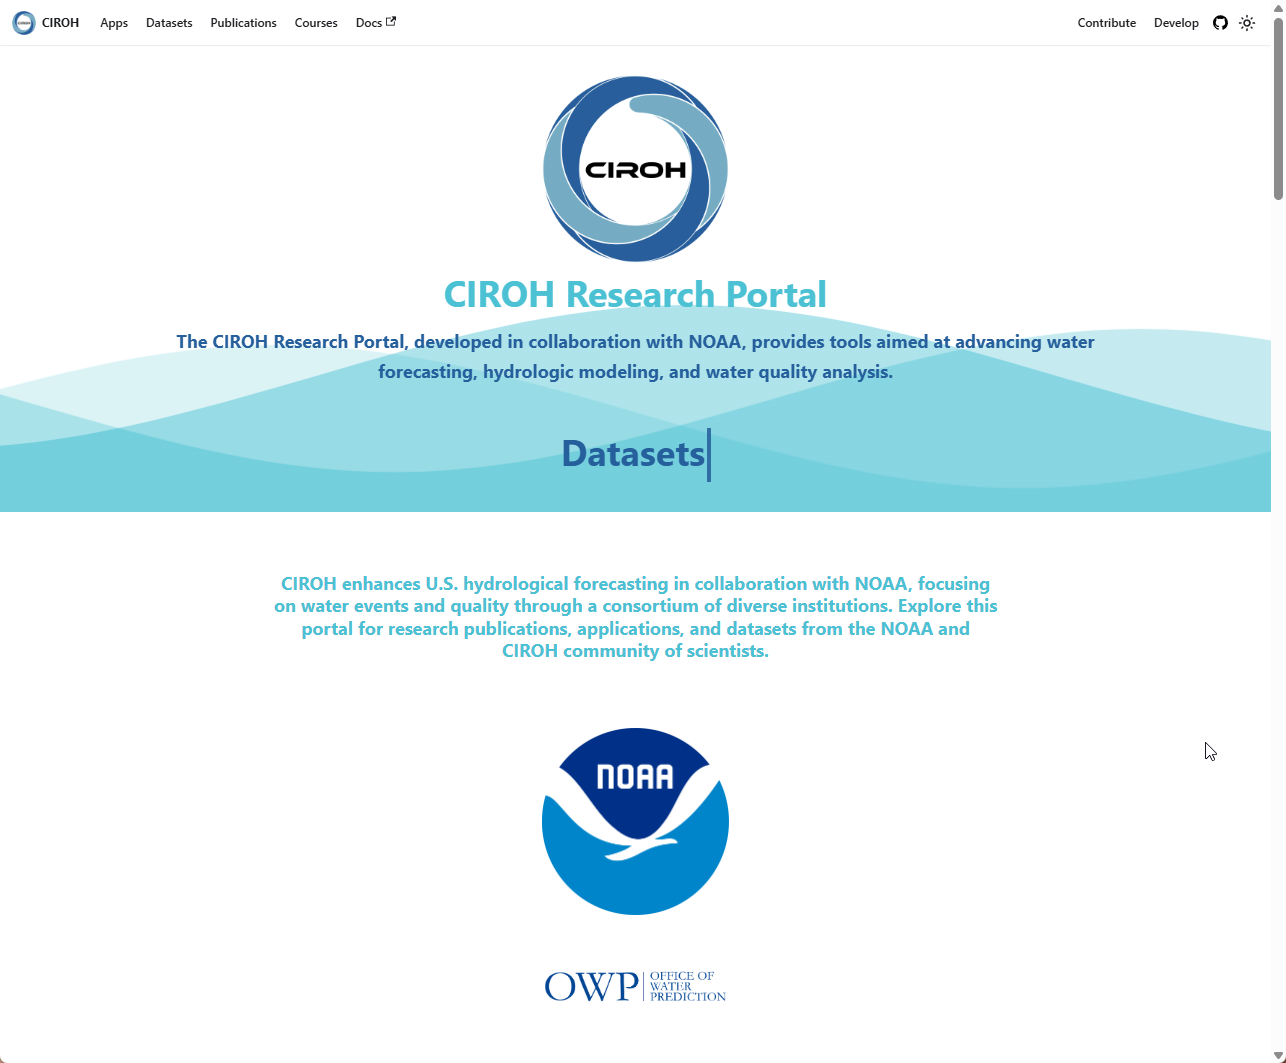 CIROH Apps Datasets Publications Courses Docs Contribute Develop
CIROH
CIROH Research Portal
The CIROH Research Portal, developed in collaboration with NOAA, provides tools aimed at advancing water
forecasting, hydrologic modeling, and water quality analysis.
Datasets
CIROH enhances U.S. hydrological forecasting in collaboration with NOAA, focusing
on water events and quality through a consortium of diverse institutions. Explore this
portal for research publications, applications, and datasets from the NOAA and
CIROH community of scientists.
NOAA
OWP
OFFICE OF
WATER
PREDICTION